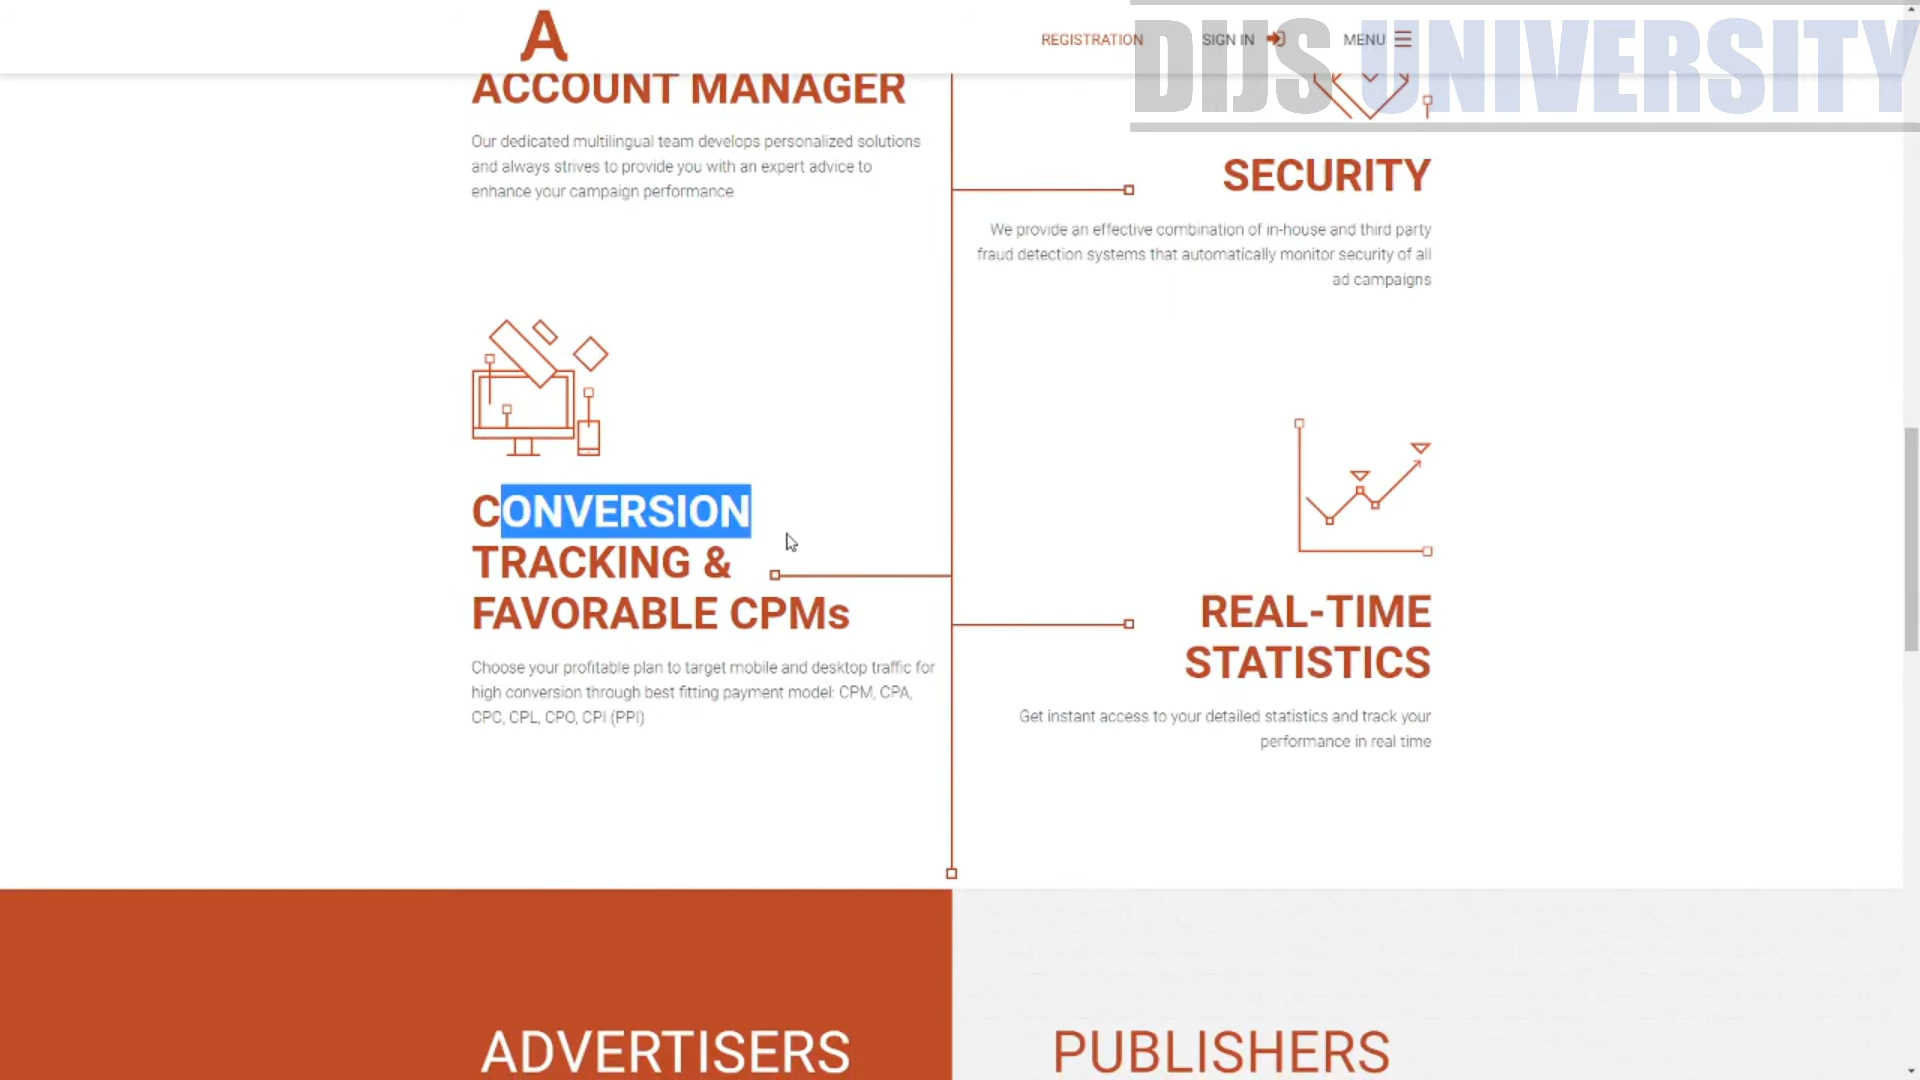 A
REGISTRATION
SIGN IN
MENU
DIJS UNIVERSITY
ACCOUNT MANAGER
Our dedicated multilingual team develops personalized solutions
and always strives to provide you with an expert advice to
enhance your campaign performance
SECURITY
We provide an effective combination of in-house and third party
fraud detection systems that automatically monitor security of all
ad campaigns
CONVERSION
TRACKING &
FAVORABLE CPMs
Choose your profitable plan to target mobile and desktop traffic for
high conversion through best fitting payment model: CPM, CPA,
CPC, CPL, CPO, CPI (PPI)
REAL-TIME
STATISTICS
Get instant access to your detailed statistics and track your
performance in real time
ADVERTISERS
PUBLISHERS